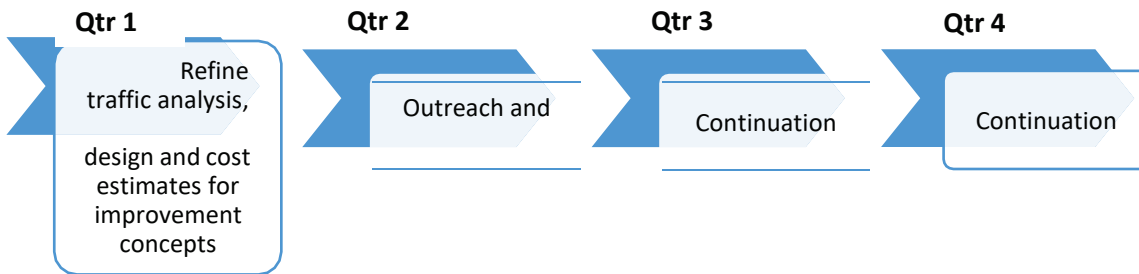 Qtr 1
Refine
traffic analysis,
design and cost
estimates for
improvement
concepts
Qtr 2
Outreach and
Qtr 3
Continuation
Qtr 4
Continuation